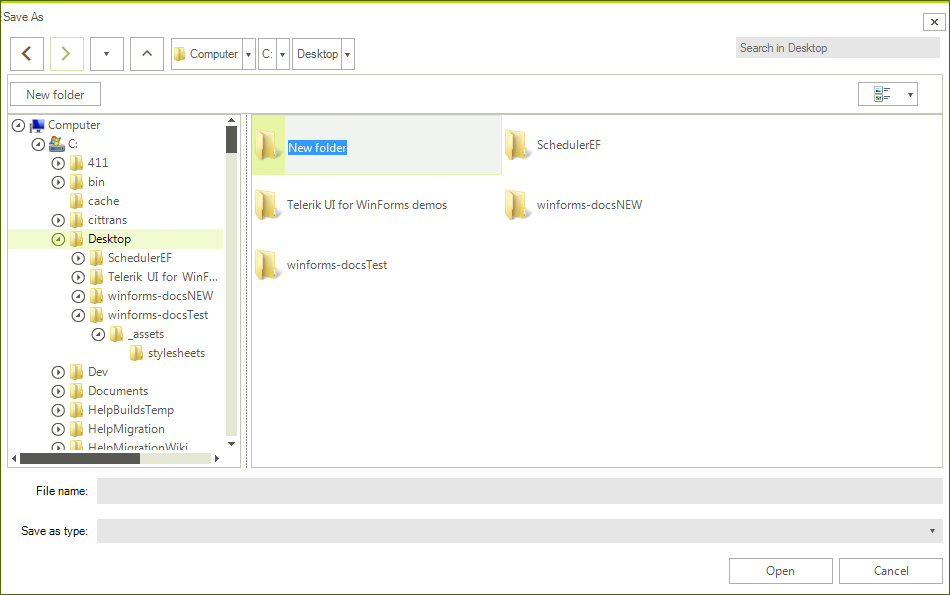 Save As
Computer C: Desktop
Search in Desktop
New folder
Computer
C:
411
bin
cache
cittrans
Desktop
SchedulerEF
Telerik UI for WinF...
winforms-docsNEW
winforms-docsTest
_assets
stylesheets
Dev
Documents
HelpBuildsTemp
HelpMigration
HelpMigrationWiki
New folder
SchedulerEF
Telerik UI for WinForms demos
winforms-docsNEW
winforms-docsTest
File name:
Save as type:
Open
Cancel